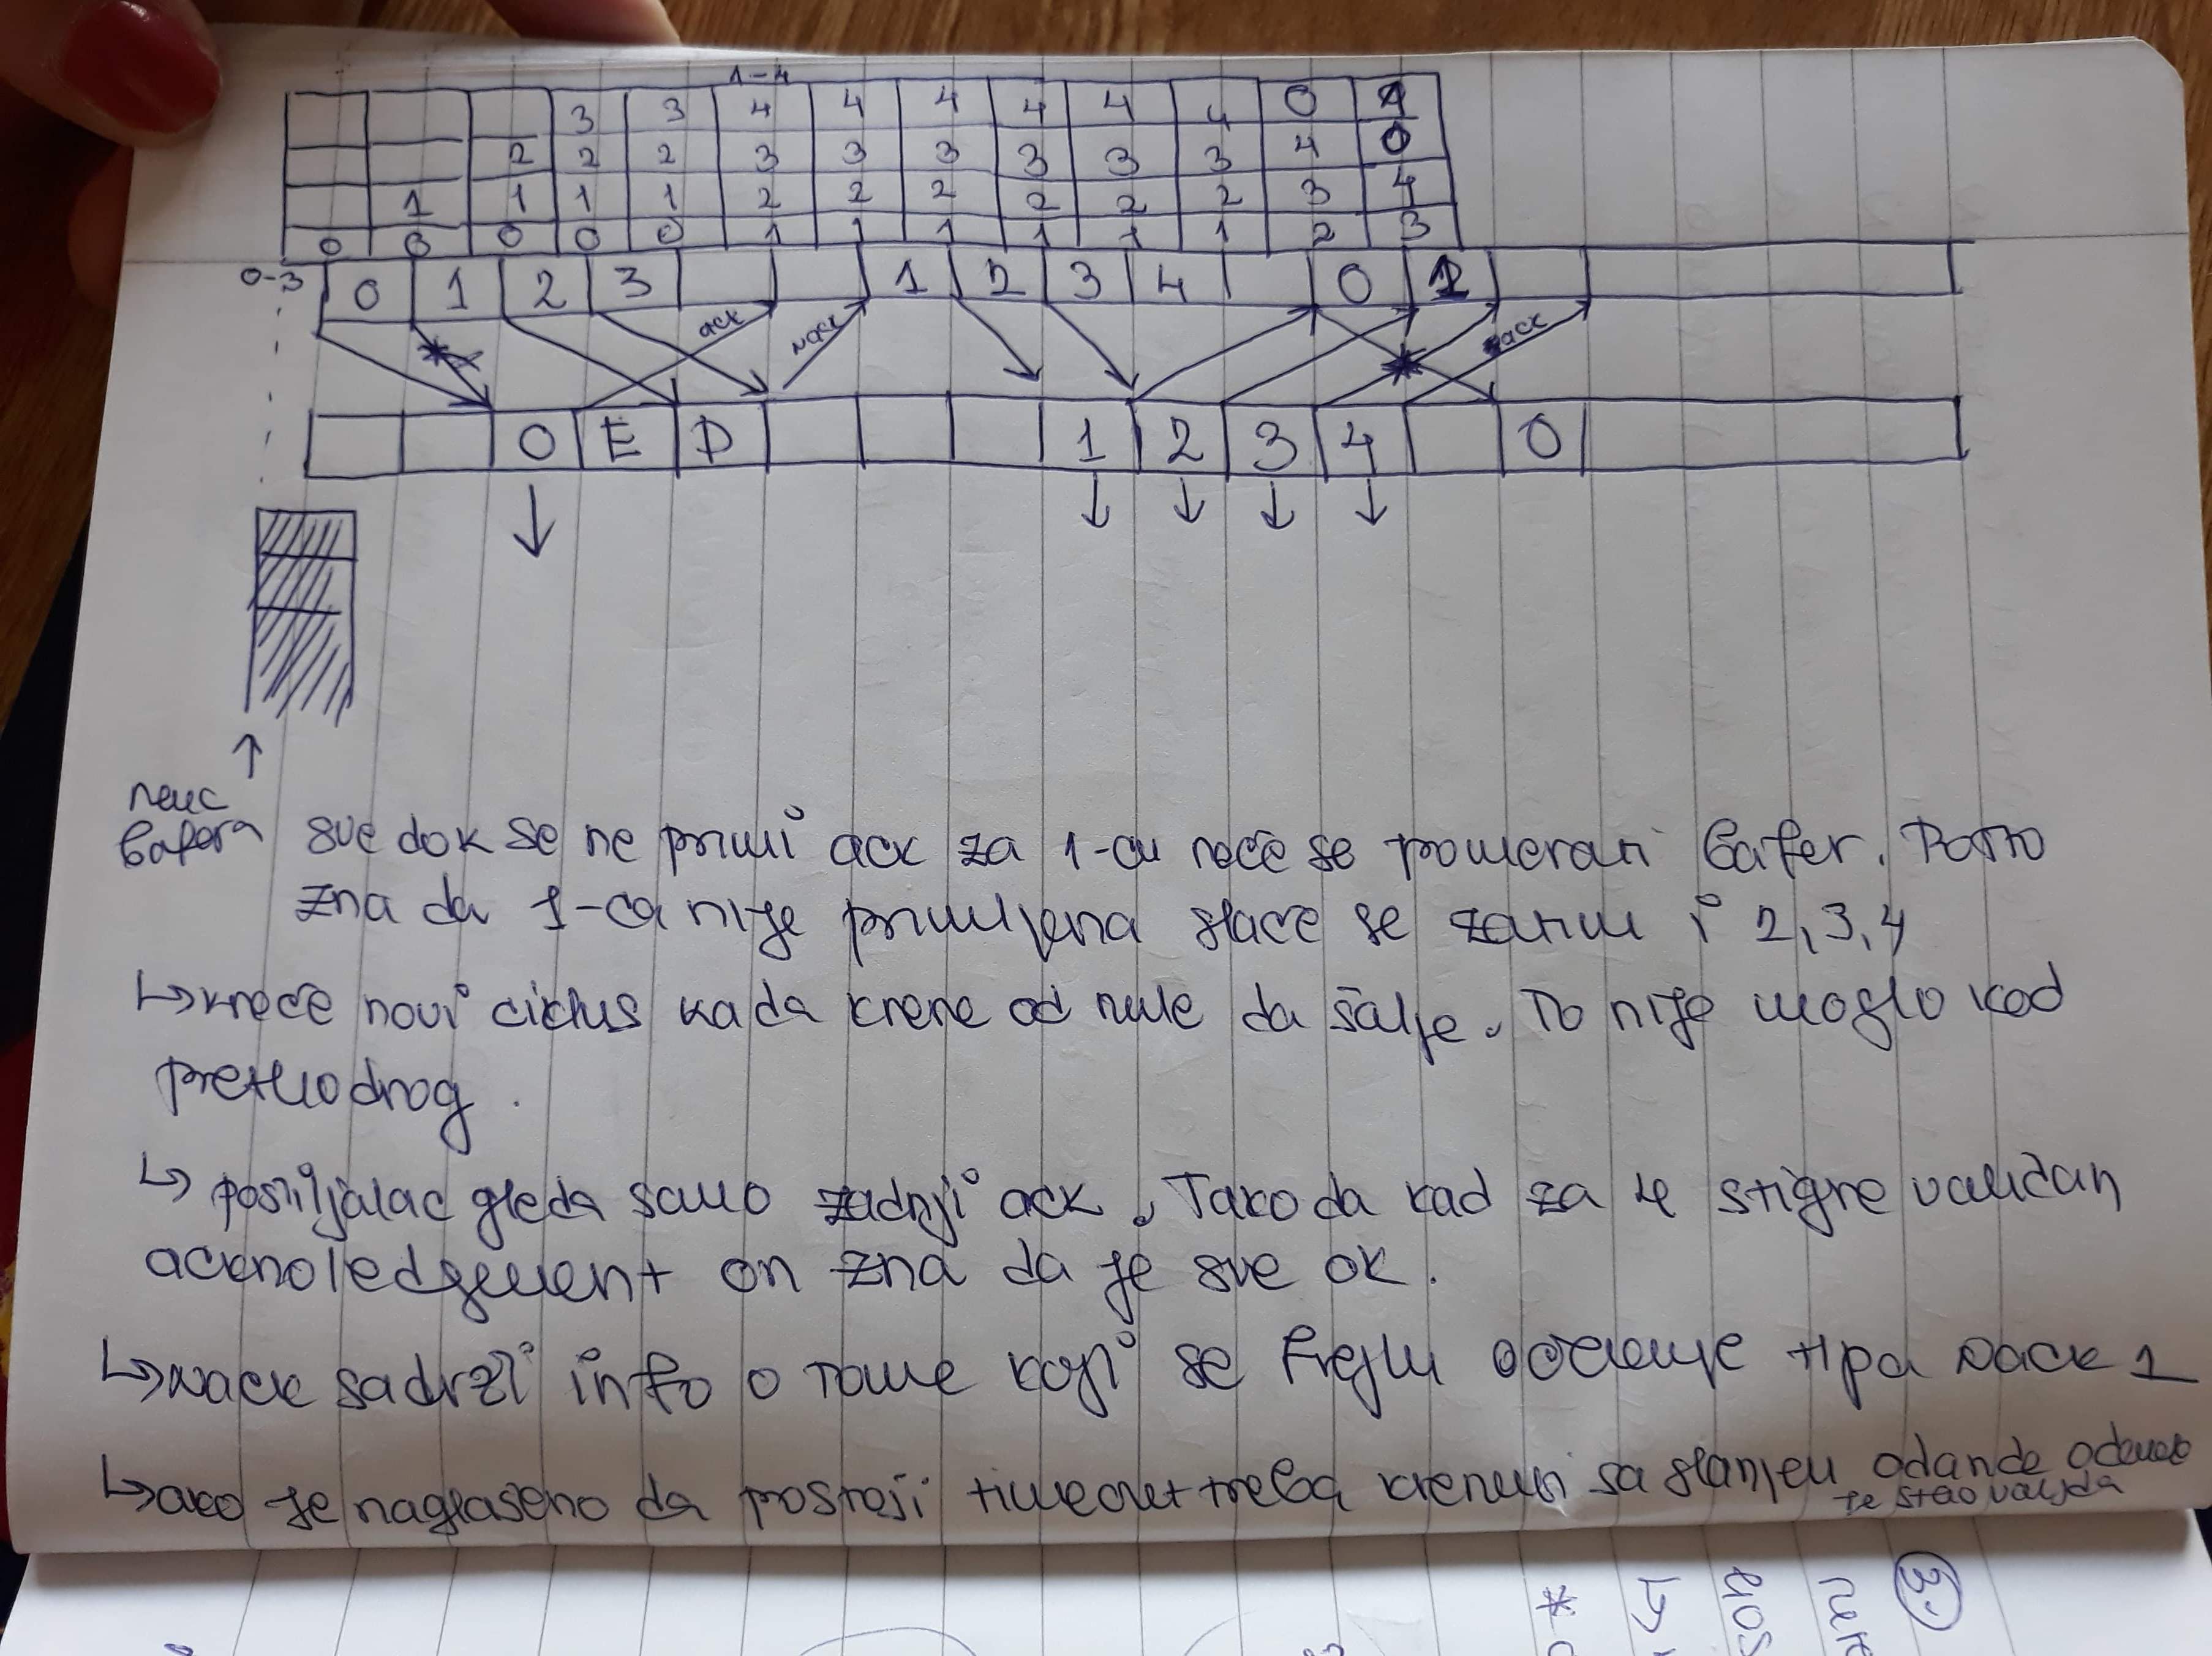 1-4
3 3 4 4 4 4 4 4 0 1
2 2 2 3 3 3 3 3 3 4 0
1 1 1 1 2 2 2 2 2 2 3 4
0 0 0 0 0 1 1 1 1 1 1 2 3
0-3 0 1 2 3 1 2 3 4 0 1
ack nack ack
0 E D 1 2 3 4 0
bafera sve dok se ne primi ack za 1-cu neće se pomerati bafer. Pošto
zna da 1-ca nije primljena slaće se zatim i 2,3,4
↳ kreće novi ciklus kada krene od nule da šalje. To nije moglo kod
prethodnog.
↳ pošiljalac gleda samo zadnji ack. Tako da kad za 4 stigne validan
acknoledgement on zna da je sve ok.
↳ Nack sadrži info o tome koji se frejm očekuje tipa Nack 1
↳ ako je naglašeno da postoji timeout treba krenuti sa slanjem odande odakle
je stao valjda
3.